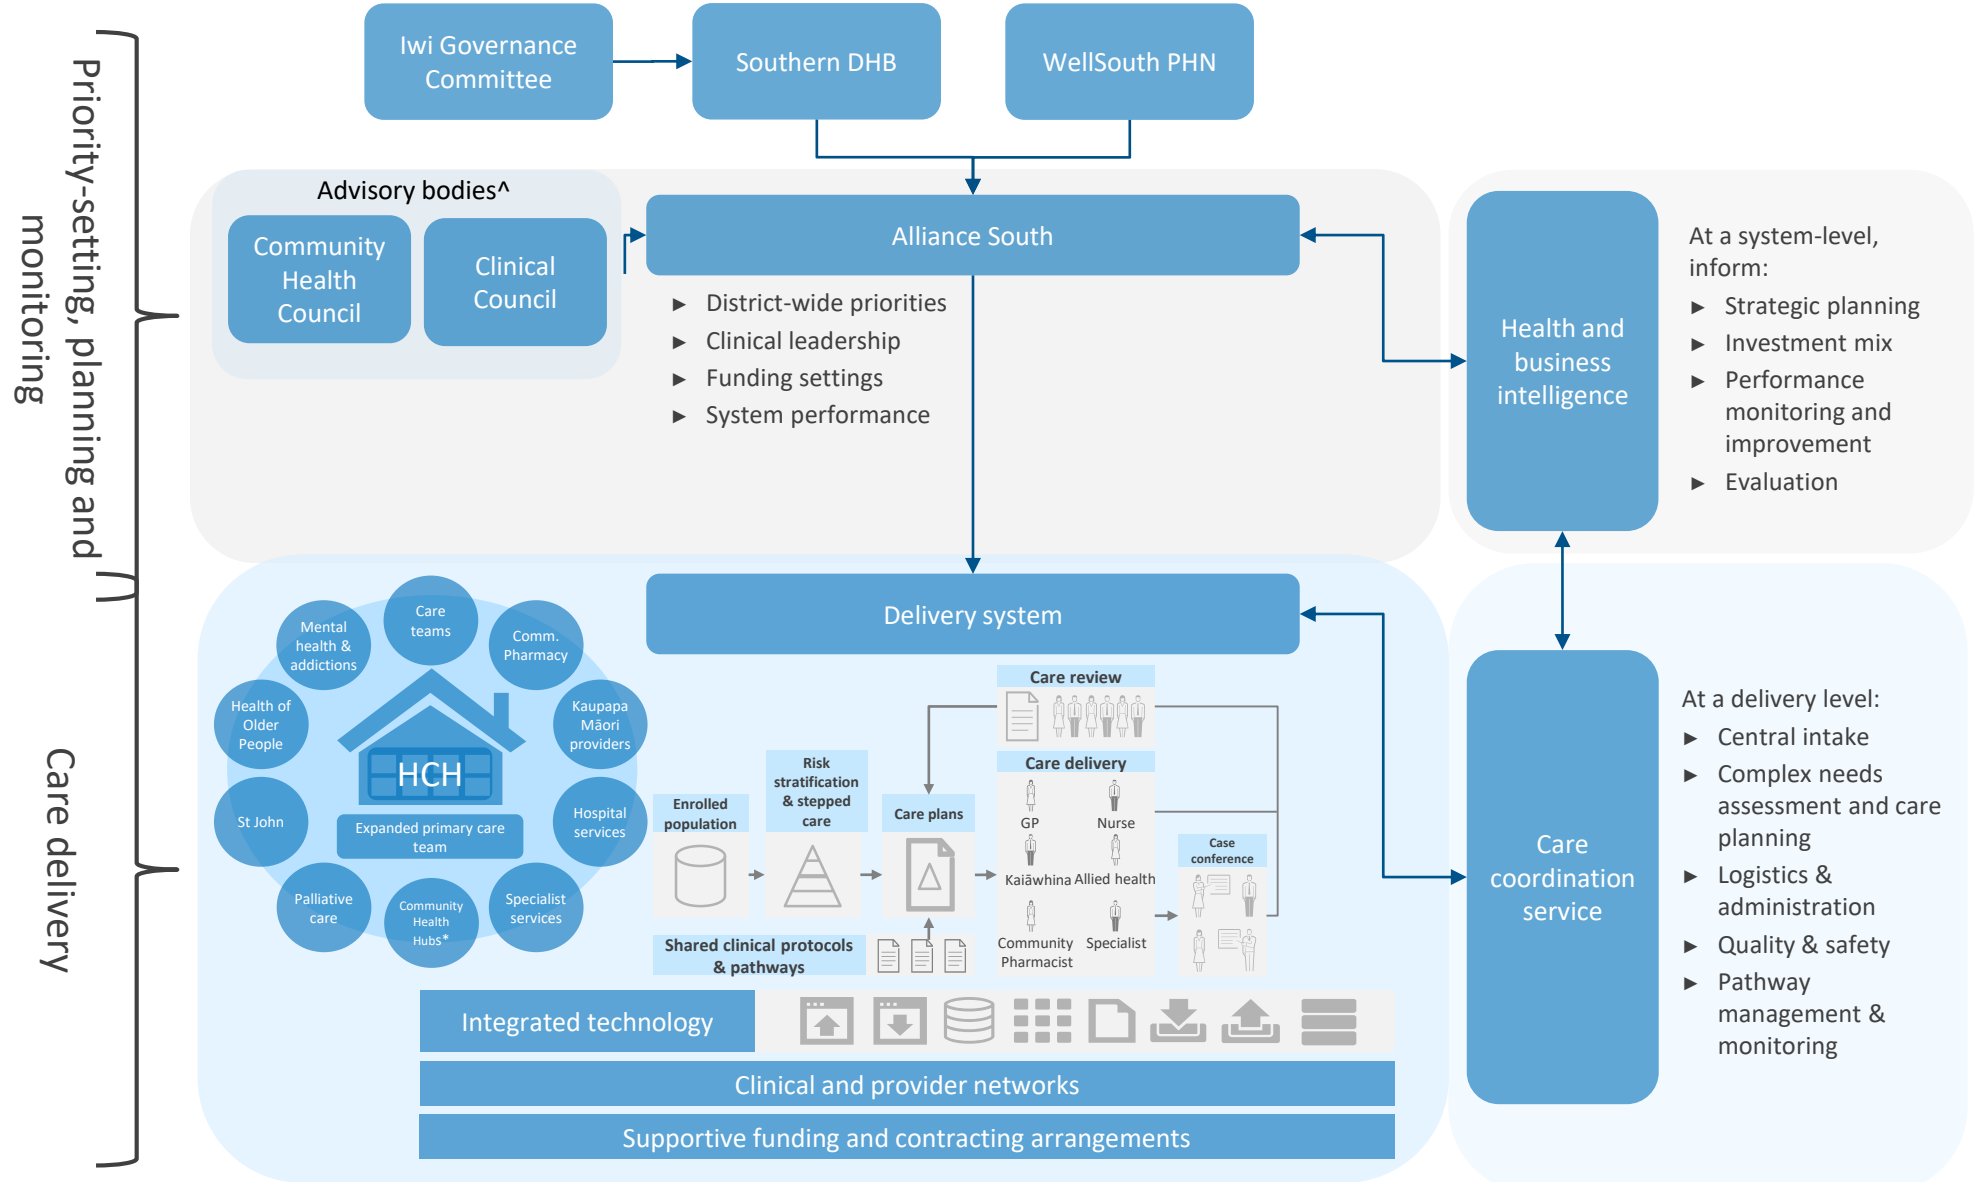 Priority-setting, planning and
monitoring
Iwi Governance
Committee
Southern DHB
WellSouth PHN
Advisory bodies^
Community
Health
Council
Clinical
Council
Alliance South
► District-wide priorities
► Clinical leadership
► Funding settings
► System performance
Health and
business
intelligence
At a system-level,
inform:
► Strategic planning
► Investment mix
► Performance
monitoring and
improvement
► Evaluation
Care delivery
Care
teams
Comm.
Pharmacy
Kaupapa
Māori
providers
Hospital
services
Specialist
services
Community
Health
Hubs*
Palliative
care
St John
Health of
Older
People
Mental
health &
addictions
HCH
Expanded primary care
team
Delivery system
Enrolled
population
Risk
stratification
& stepped
care
Care plans
Shared clinical protocols
& pathways
Care review
Care delivery
GP
Nurse
Kaiāwhina
Allied health
Community
Pharmacist
Specialist
Case
conference
Integrated technology
Clinical and provider networks
Supportive funding and contracting arrangements
Care
coordination
service
At a delivery level:
► Central intake
► Complex needs
assessment and care
planning
► Logistics &
administration
► Quality & safety
► Pathway
management &
monitoring